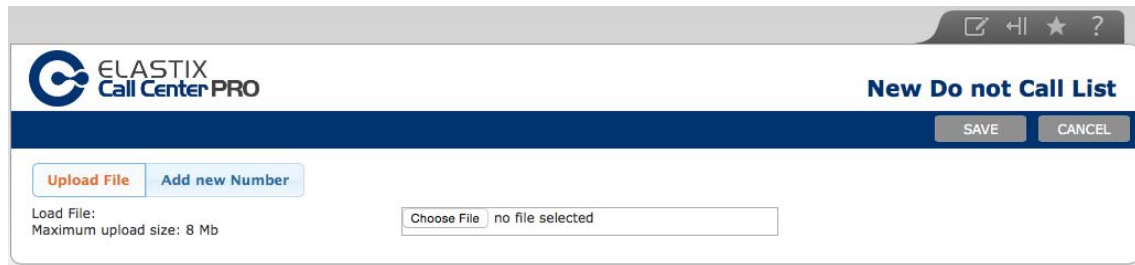 ?
ELASTIX
Call Center PRO
New Do not Call List
SAVE CANCEL
Upload File Add new Number
Load File:
Maximum upload size: 8 Mb
Choose File no file selected